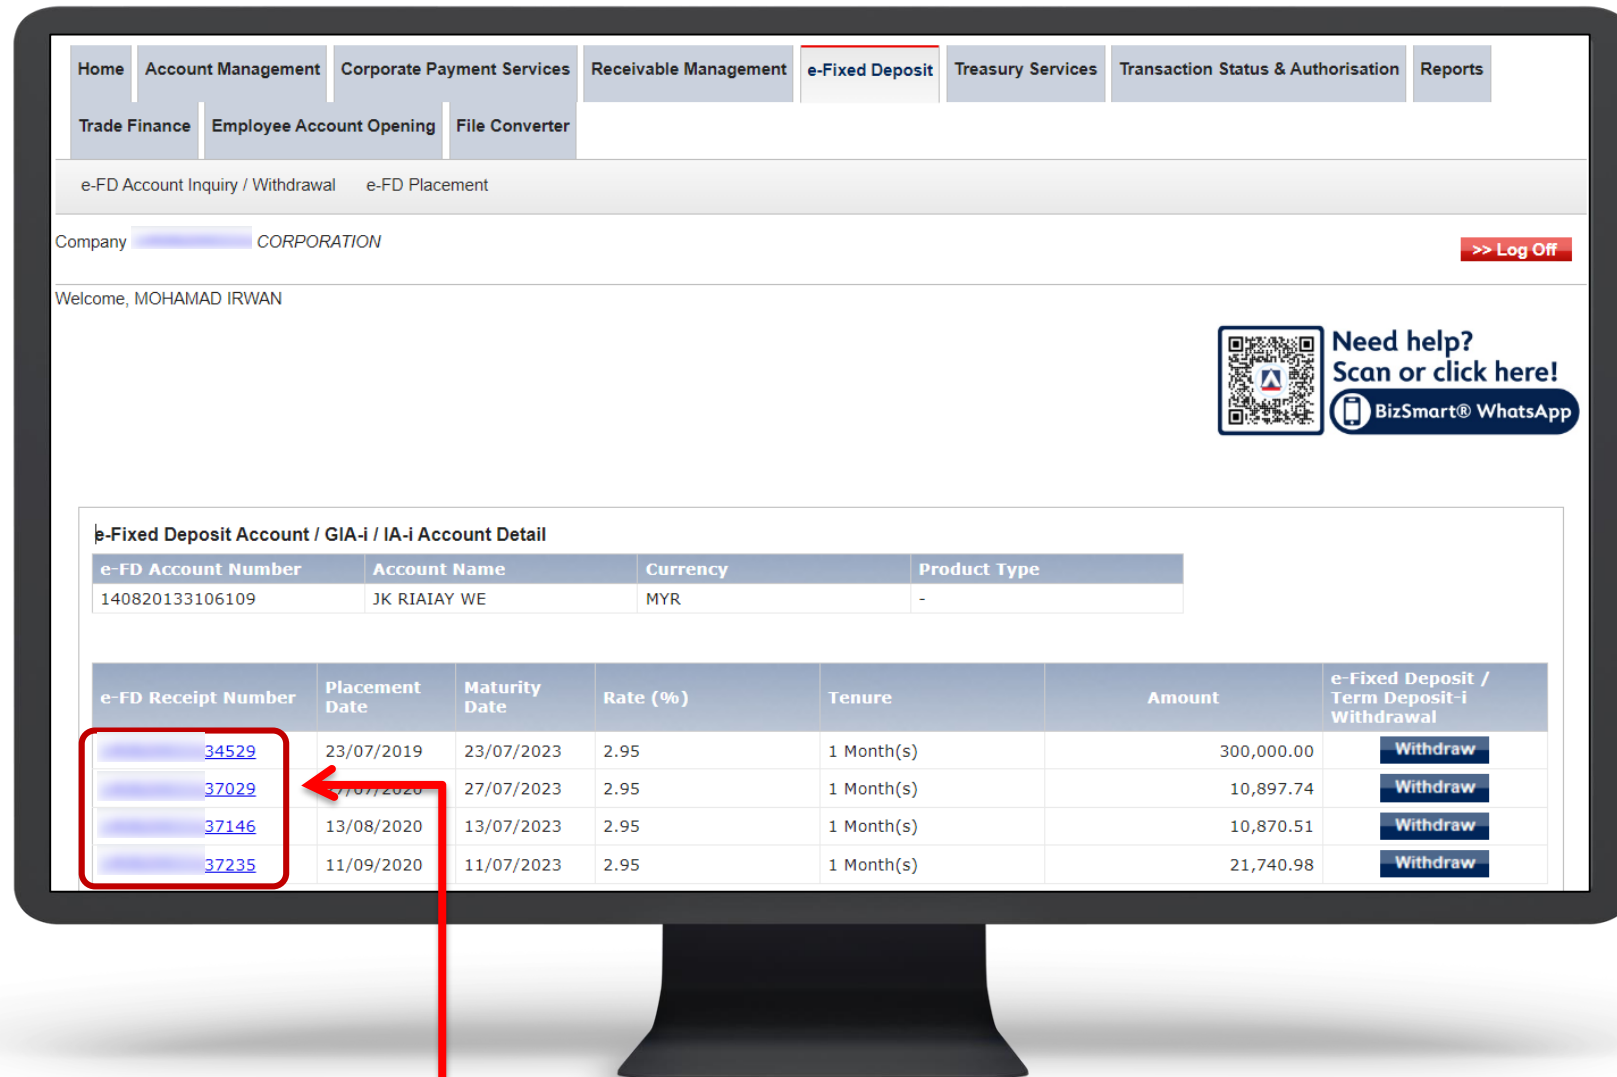 Home Account Management Corporate Payment Services Receivable Management e-Fixed Deposit Treasury Services Transaction Status & Authorisation Reports
Trade Finance Employee Account Opening File Converter
e-FD Account Inquiry / Withdrawal e-FD Placement
Company CORPORATION
>> Log Off
Welcome, MOHAMAD IRWAN
Need help?
Scan or click here!
BizSmart® WhatsApp
e-Fixed Deposit Account / GIA-i / IA-i Account Detail
e-FD Account Number Account Name Currency Product Type
140820133106109 JK RIAIAY WE MYR -
e-FD Receipt Number Placement Date Maturity Date Rate (%) Tenure Amount e-Fixed Deposit / Term Deposit-i Withdrawal
34529 23/07/2019 23/07/2023 2.95 1 Month(s) 300,000.00 Withdraw
37029 27/07/2023 2.95 1 Month(s) 10,897.74 Withdraw
37146 13/08/2020 13/07/2023 2.95 1 Month(s) 10,870.51 Withdraw
37235 11/09/2020 11/07/2023 2.95 1 Month(s) 21,740.98 Withdraw